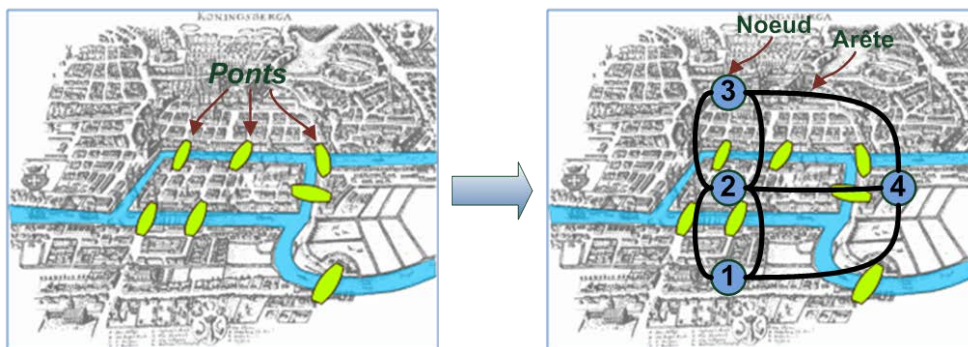 KONINGSBERGA
Ponts
KONINGSBERGA
Noeud
Arête
3
2
4
1